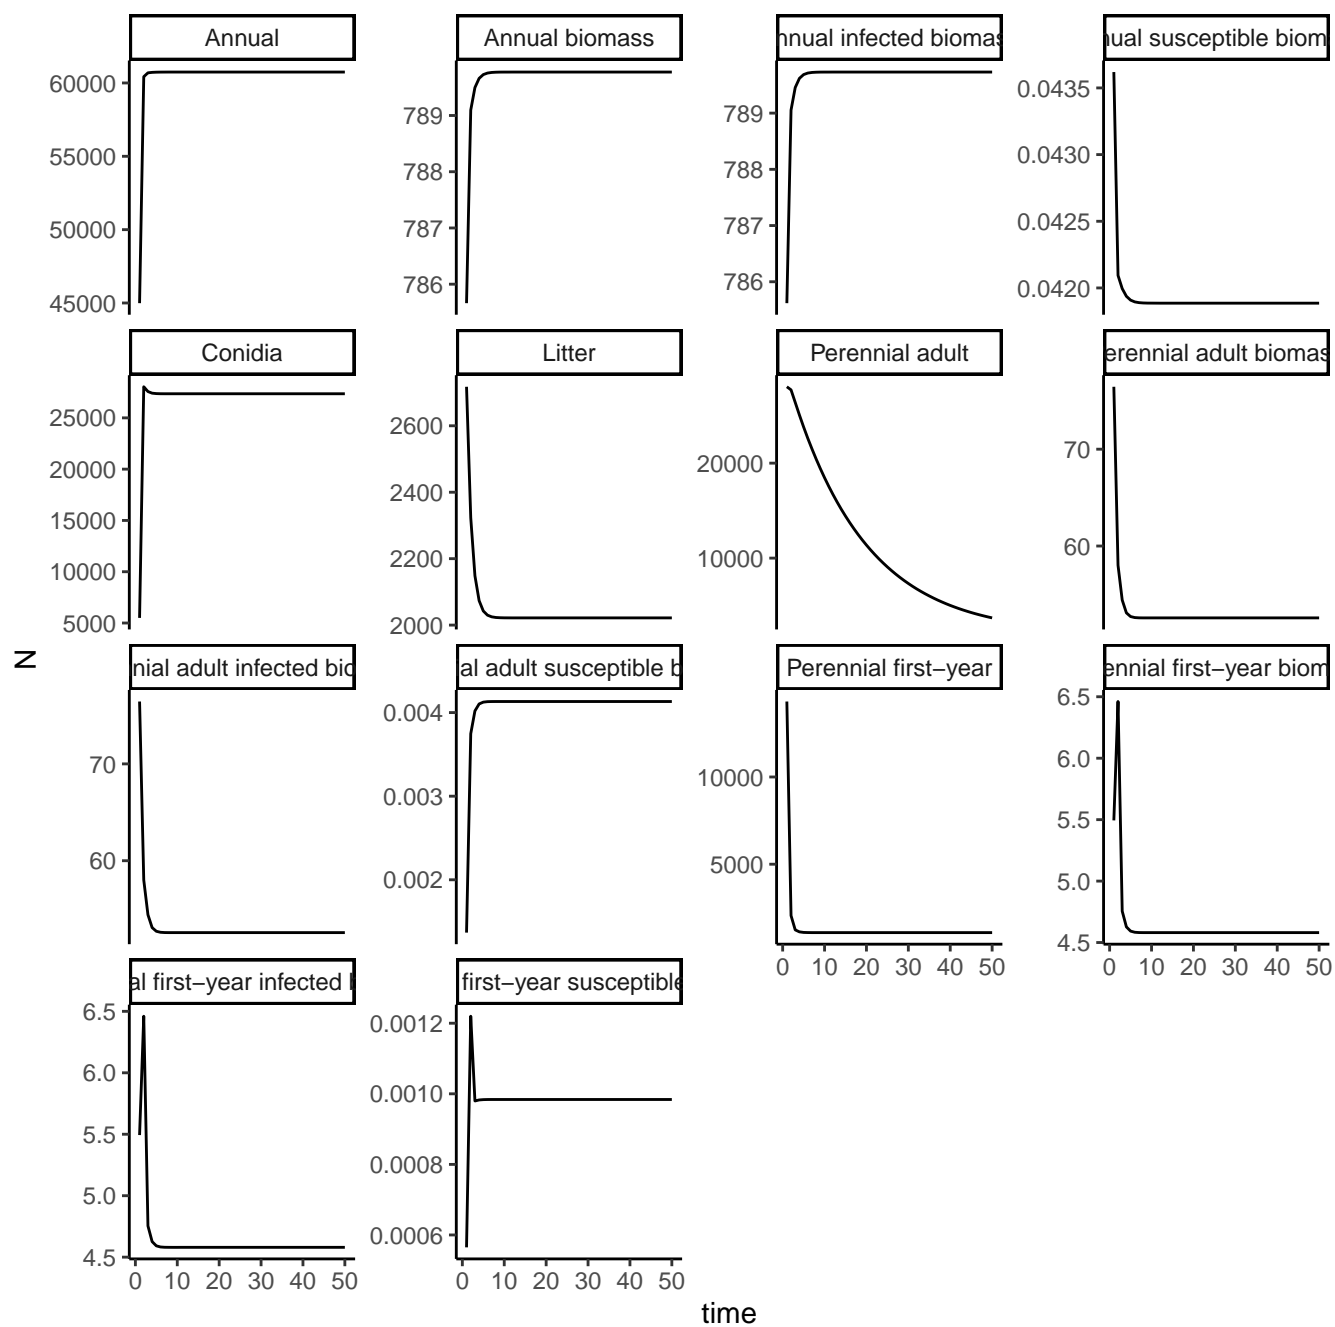 Annual
Annual biomass
nnual infected biomas
nual susceptible biom
60000
55000
50000
45000
789
788
787
786
789
788
787
786
0.0435
0.0430
0.0425
0.0420
Conidia
Litter
Perennial adult
erennial adult biomas
25000
20000
15000
10000
5000
2600
2400
2200
2000
20000
10000
70
60
N
nial adult infected bio
al adult susceptible b
Perennial first−year
ennial first−year biom
70
60
0.004
0.003
0.002
10000
5000
0 10 20 30 40 50
6.5
6.0
5.5
5.0
4.5
0 10 20 30 40 50
al first−year infected b
first−year susceptible
6.5
6.0
5.5
5.0
4.5
0 10 20 30 40 50
0.0012
0.0010
0.0008
0.0006
0 10 20 30 40 50
time